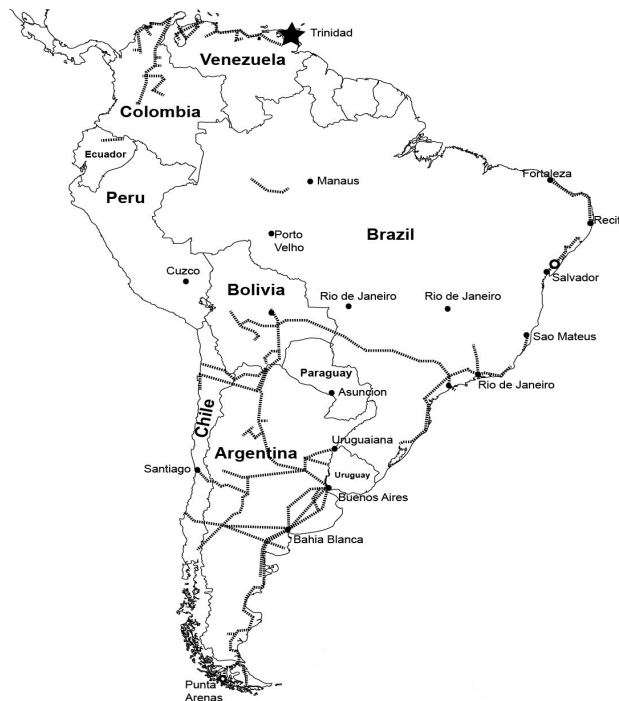 Trinidad
Venezuela
Colombia
Ecuador
Peru
Manaus
Fortaleza
Recif
Porto
Velho
Brazil
Cuzco
Salvador
Bolivia
Rio de Janeiro
Rio de Janeiro
Sao Mateus
Paraguay
Rio de Janeiro
Asuncion
Chile
Uruguaiana
Argentina
Santiago
Uruguay
Buenos Aires
Bahia Blanca
Punta
Arenas